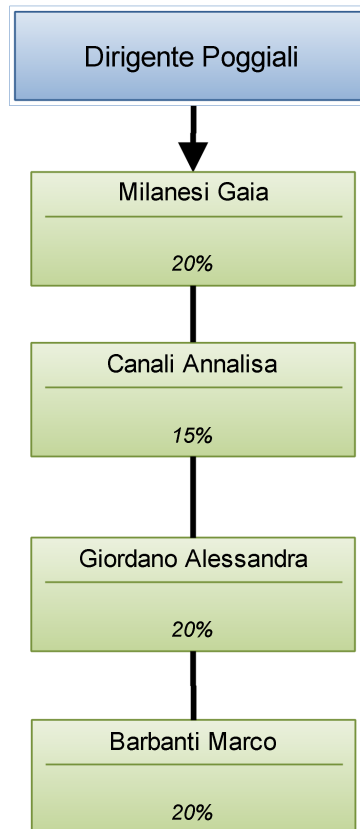 Dirigente Poggiali
Milanesi Gaia
20%
Canali Annalisa
15%
Giordano Alessandra
20%
Barbanti Marco
20%